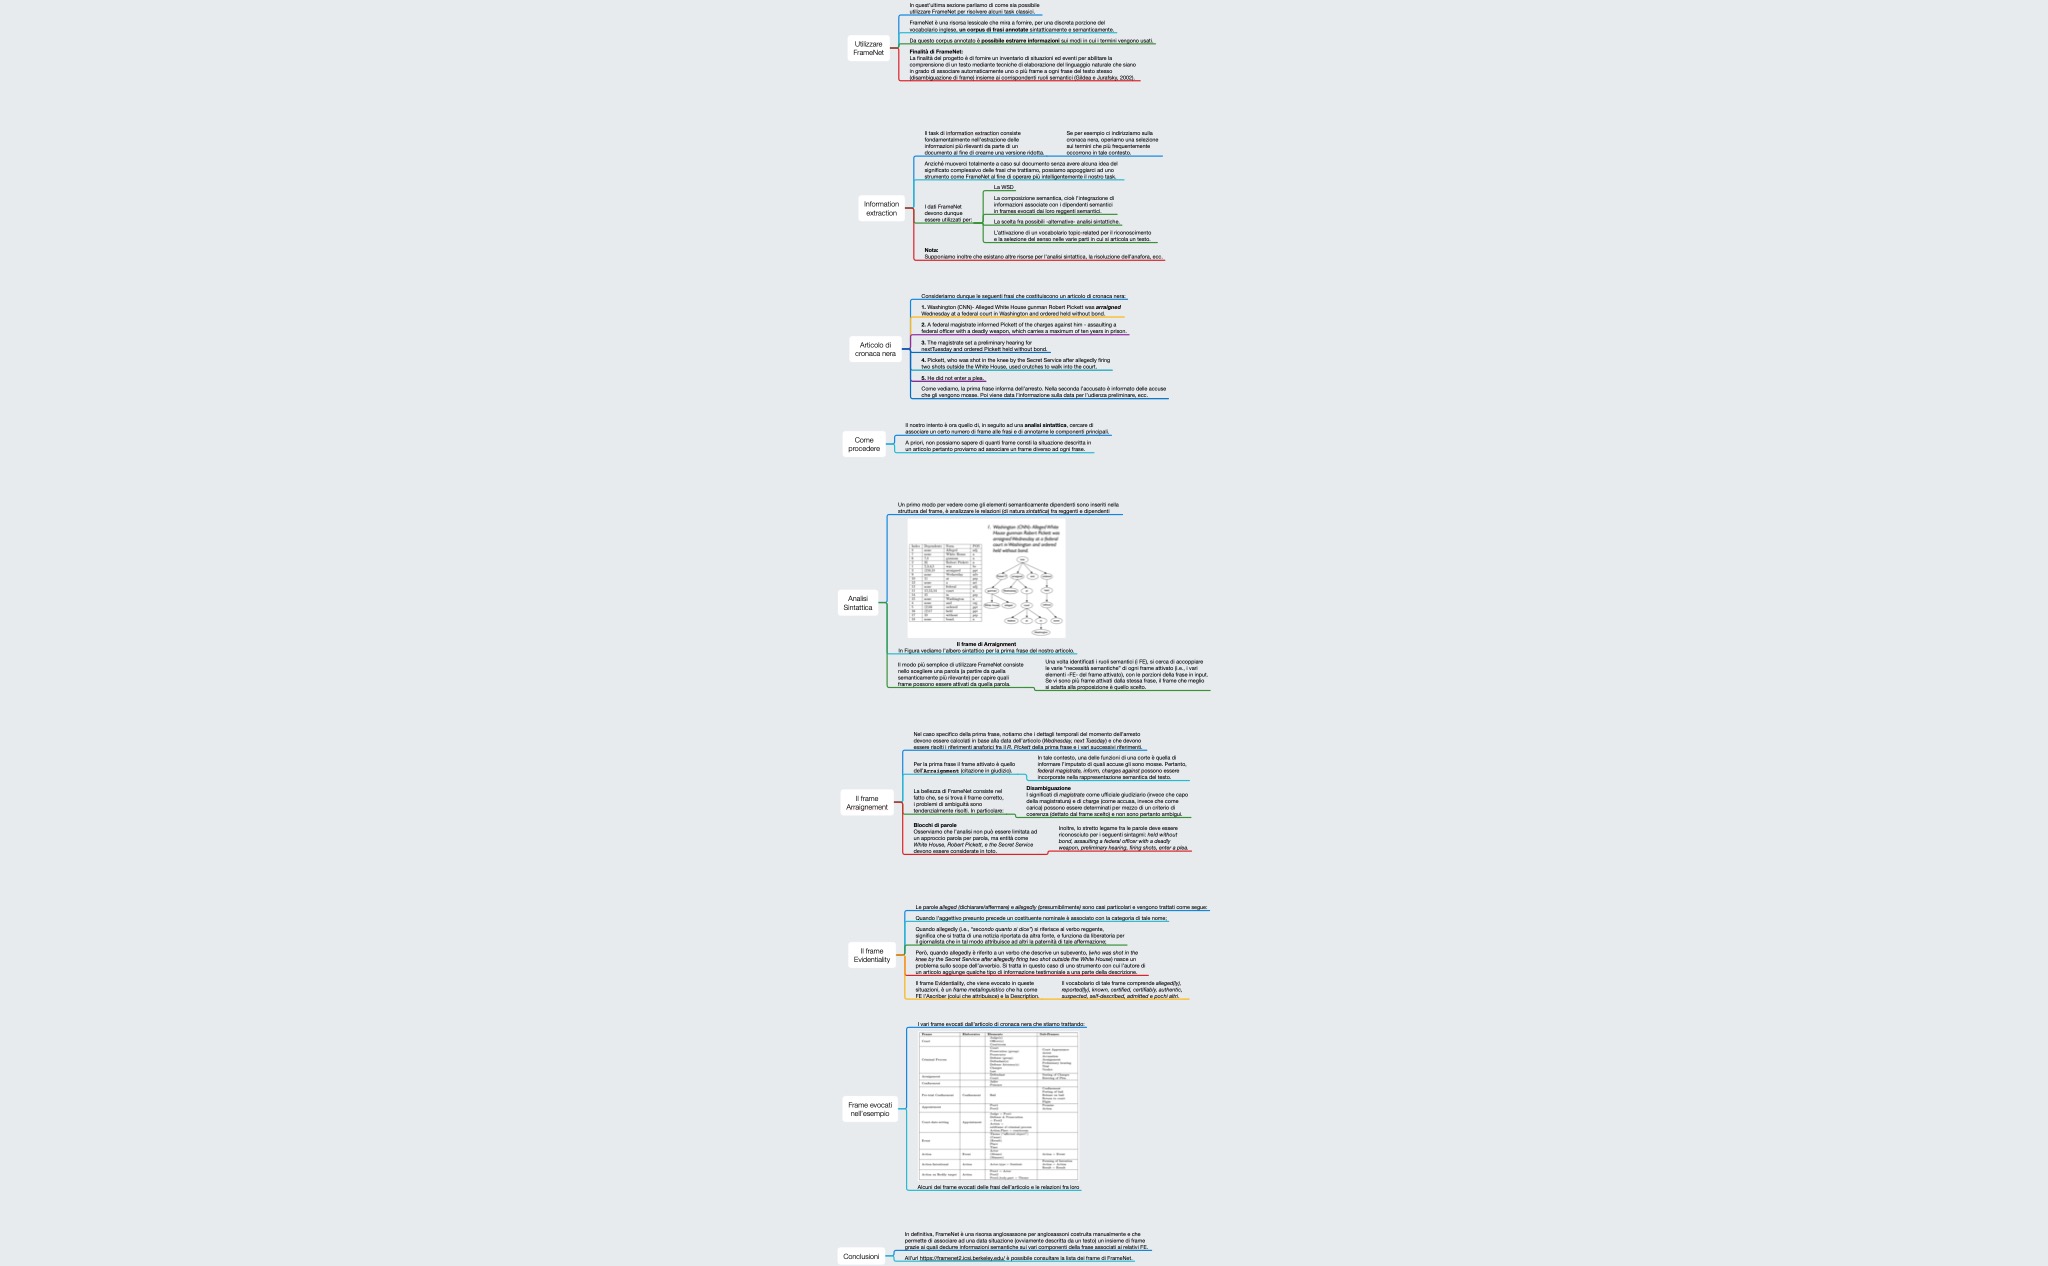 Utilizzare
FrameNet
In quest'ultima sezione parliamo di come sia possibile
utilizzare FrameNet per risolvere alcuni task classici.
FrameNet è una risorsa lessicale che mira a fornire, per una discreta porzione del
vocabolario inglese, un corpus di frasi annotate sintatticamente e semanticamente.
Da questo corpus annotato è possibile estrarre informazioni sui modi in cui i termini vengono usati.
Finalità di FrameNet:
La finalità del progetto è di fornire un inventario di situazioni ed eventi per abilitare la
comprensione di un testo mediante tecniche di elaborazione del linguaggio naturale che siano
in grado di associare automaticamente uno o più frame a ogni frase del testo stesso
(disambiguazione di frame) insieme ai corrispondenti ruoli semantici (Gildea e Jurafsky, 2002).
Information
extraction
Il task di information extraction consiste
fondamentalmente nell'estrazione delle
informazioni più rilevanti da parte di un
documento al fine di crearne una versione ridotta.
Se per esempio ci indirizziamo sulla
cronaca nera, operiamo una selezione
sui termini che più frequentemente
occorrono in tale contesto.
Anziché muoverci totalmente a caso sul documento senza avere alcuna idea del
significato complessivo delle frasi che trattiamo, possiamo appoggiarci ad uno
strumento come FrameNet al fine di operare più intelligentemente il nostro task.
I dati FrameNet
devono dunque
essere utilizzati per:
La WSD
La composizione semantica, cioè l'integrazione di
informazioni associate con i dipendenti semantici
in frames evocati dai loro reggenti semantici.
La scelta fra possibili -alternative- analisi sintattiche.
L'attivazione di un vocabolario topic-related per il riconoscimento
e la selezione del senso nelle varie parti in cui si articola un testo.
Nota:
Supponiamo inoltre che esistano altre risorse per l'analisi sintattica, la risoluzione dell'anafora, ecc.
Articolo di
cronaca nera
Consideriamo dunque le seguenti frasi che costituiscono un articolo di cronaca nera:
1. Washington (CNN)- Alleged White House gunman Robert Pickett was arraigned
Wednesday at a federal court in Washington and ordered held without bond.
2. A federal magistrate informed Pickett of the charges against him - assaulting a
federal officer with a deadly weapon, which carries a maximum of ten years in prison.
3. The magistrate set a preliminary hearing for
nextTuesday and ordered Pickett held without bond.
4. Pickett, who was shot in the knee by the Secret Service after allegedly firing
two shots outside the White House, used crutches to walk into the court.
5. He did not enter a plea.
Come vediamo, la prima frase informa dell'arresto. Nella seconda l'accusato è informato delle accuse
che gli vengono mosse. Poi viene data l'informazione sulla data per l'udienza preliminare, ecc.
Come
procedere
Il nostro intento è ora quello di, in seguito ad una analisi sintattica, cercare di
associare un certo numero di frame alle frasi e di annotarne le componenti principali.
A priori, non possiamo sapere di quanti frame consti la situazione descritta in
un articolo pertanto proviamo ad associare un frame diverso ad ogni frase.
Analisi
Sintattica
Un primo modo per vedere come gli elementi semanticamente dipendenti sono inseriti nella
struttura del frame, è analizzare le relazioni (di natura sintattica) fra reggenti e dipendenti
1. Washington (CNN)- Alleged White
House gunman Robert Pickett was
arraigned Wednesday at a federal
court in Washington and ordered
held without bond
Il frame di Arraignment
In Figura vediamo l'albero sintattico per la prima frase del nostro articolo.
Il modo più semplice di utilizzare FrameNet consiste
nello scegliere una parola (a partire da quella
semanticamente più rilevante) per capire quali
frame possono essere attivati da quella parola.
Una volta identificati i ruoli semantici (i FE), si cerca di accoppiare
le varie "necessità semantiche" di ogni frame attivato (i.e., i vari
elementi -FE- del frame attivato), con le porzioni della frase in input.
Se vi sono più frame attivati dalla stessa frase, il frame che meglio
si adatta alla proposizione è quello scelto.
Il frame
Arraignement
Nel caso specifico della prima frase, notiamo che i dettagli temporali del momento dell'arresto
devono essere calcolati in base alla data dell'articolo (Wednesday, next Tuesday) e che devono
essere risolti i riferimenti anaforici fra il R. Pickett della prima frase e i vari successivi riferimenti.
Per la prima frase il frame attivato è quello
dell'Arraignment (citazione in giudizio).
In tale contesto, una delle funzioni di una corte è quella di
informare l'imputato di quali accuse gli sono mosse. Pertanto,
federal magistrate, inform, charges against possono essere
incorporate nella rappresentazione semantica del testo.
La bellezza di FrameNet consiste nel
fatto che, se si trova il frame corretto,
i problemi di ambiguità sono
tendenzialmente risolti. In particolare:
Disambiguazione
I significati di magistrate come ufficiale giudiziario (invece che capo
della magistratura) e di charge (come accusa, invece che come
carica) possono essere determinati per mezzo di un criterio di
coerenza (dettato dal frame scelto) e non sono pertanto ambigui.
Blocchi di parole
Osserviamo che l'analisi non può essere limitata ad
un approccio parola per parola, ma entità come
White House, Robert Pickett, e the Secret Service
devono essere considerate in toto.
Inoltre, lo stretto legame fra le parole deve essere
riconosciuto per i seguenti sintagmi: held without
bond, assaulting a federal officer with a deadly
weapon, preliminary hearing, firing shots, enter a plea.
Il frame
Evidentiality
Le parole alleged (dichiarare/affermare) e allegedly (presumibilmente) sono casi particolari e vengono trattati come segue:
Quando l'aggettivo presunto precede un costituente nominale è associato con la categoria di tale nome;
Quando allegedly (i.e., "secondo quanto si dice") si riferisce al verbo reggente,
significa che si tratta di una notizia riportata da altra fonte, e funziona da liberatoria per
il giornalista che in tal modo attribuisce ad altri la paternità di tale affermazione;
Però, quando allegedly è riferito a un verbo che descrive un subevento, (who was shot in the
knee by the Secret Service after allegedly firing two shot outside the White House) nasce un
problema sullo scope dell'avverbio. Si tratta in questo caso di uno strumento con cui l'autore di
un articolo aggiunge qualche tipo di informazione testimoniale a una parte della descrizione.
Il frame Evidentiality, che viene evocato in queste
situazioni, è un frame metalinguistico che ha come
FE l'Ascriber (colui che attribuisce) e la Description.
Il vocabolario di tale frame comprende alleged(ly),
reported(ly), known, certified, certifiably, authentic,
suspected, self-described, admitted e pochi altri.
Frame evocati
nell'esempio
I vari frame evocati dall'articolo di cronaca nera che stiamo trattando:
Alcuni dei frame evocati delle frasi dell'articolo e le relazioni fra loro
Conclusioni
In definitiva, FrameNet è una risorsa anglosassone per anglosassoni costruita manualmente e che
permette di associare ad una data situazione (ovviamente descritta da un testo) un insieme di frame
grazie ai quali dedurre informazioni semantiche sui vari componenti della frase associati ai relativi FE.
All'url https://framenet2.icsi.berkeley.edu/ è possibile consultare la lista dei frame di FrameNet.